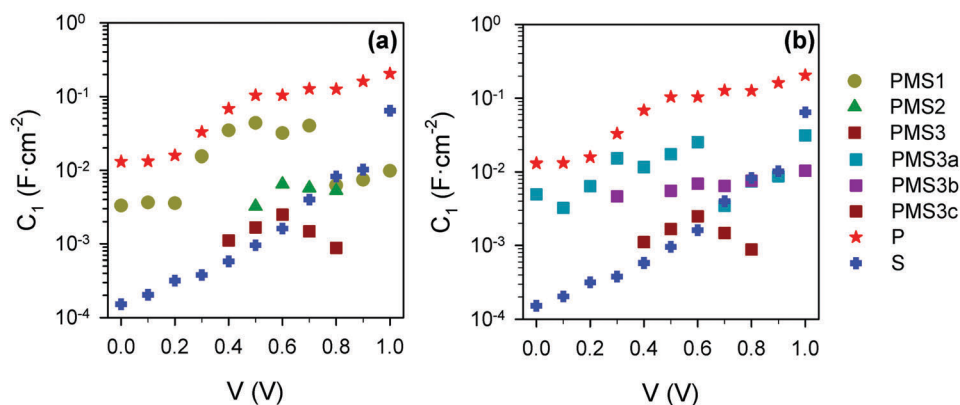 (a)
C₁ (F·cm⁻²)
10⁰
10⁻¹
10⁻²
10⁻³
10⁻⁴
0.0 0.2 0.4 0.6 0.8 1.0
V (V)
(b)
C₁ (F·cm⁻²)
10⁰
10⁻¹
10⁻²
10⁻³
10⁻⁴
0.0 0.2 0.4 0.6 0.8 1.0
V (V)
PMS1
PMS2
PMS3
PMS3a
PMS3b
PMS3c
P
S